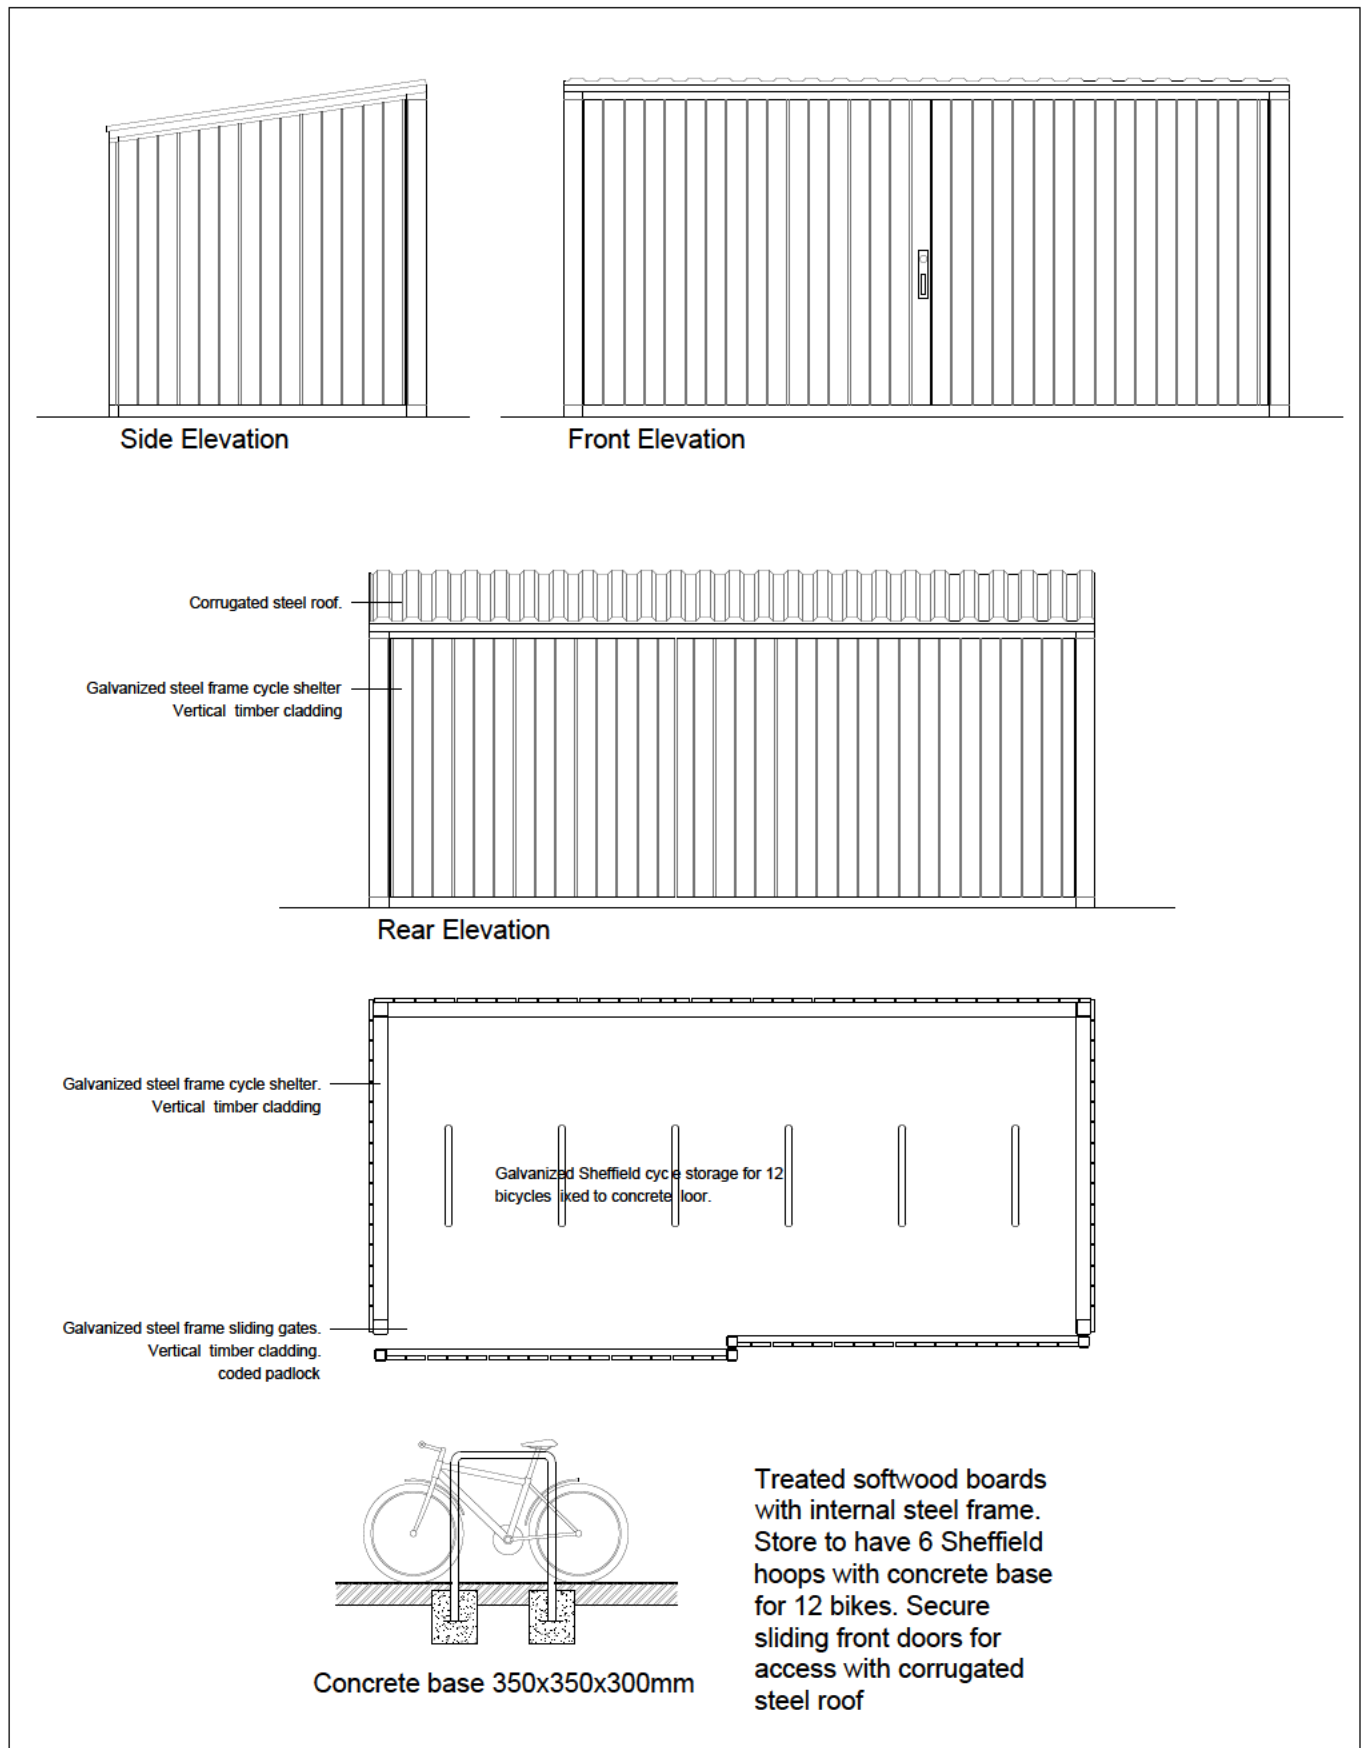 Side Elevation
Front Elevation
Corrugated steel roof.
Galvanized steel frame cycle shelter
Vertical timber cladding
Rear Elevation
Galvanized steel frame cycle shelter.
Vertical timber cladding
Galvanized Sheffield cycle storage for 12
bicycles fixed to concrete floor.
Galvanized steel frame sliding gates.
Vertical timber cladding.
coded padlock
Treated softwood boards
with internal steel frame.
Store to have 6 Sheffield
hoops with concrete base
for 12 bikes. Secure
sliding front doors for
access with corrugated
steel roof
Concrete base 350x350x300mm